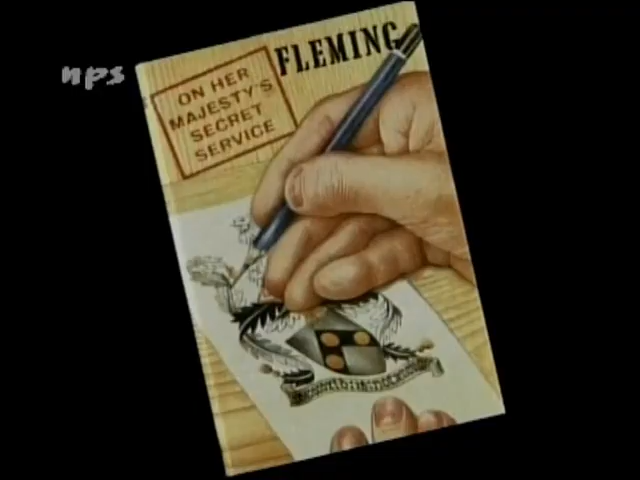 nps
FLEMING
ON HER
MAJESTY'S
SECRET
SERVICE